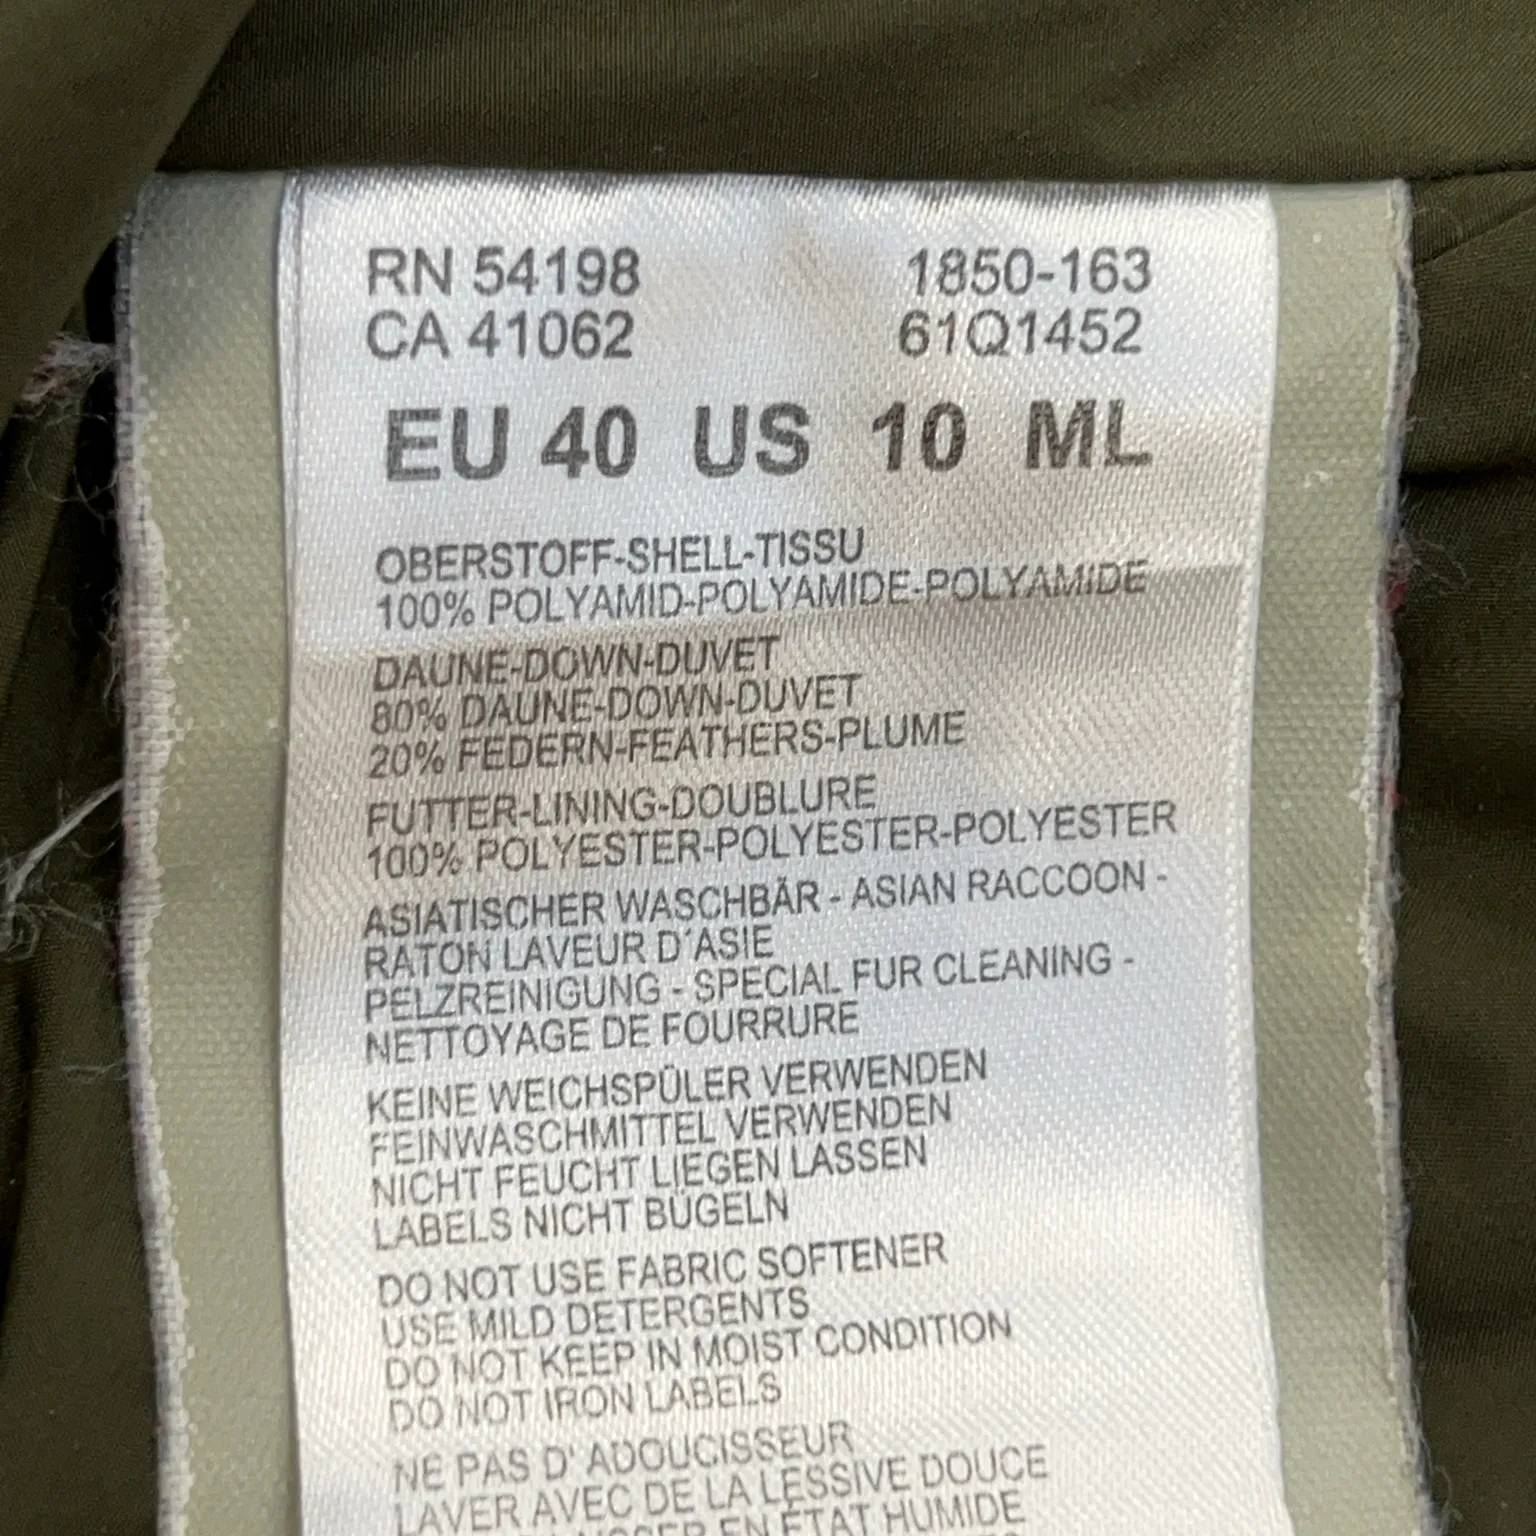 RN 54198 1850-163
CA 41062 61Q1452
EU 40 US 10 ML
OBERSTOFF-SHELL-TISSU
100% POLYAMID-POLYAMIDE-POLYAMIDE
DAUNE-DOWN-DUVET
80% DAUNE-DOWN-DUVET
20% FEDERN-FEATHERS-PLUME
FUTTER-LINING-DOUBLURE
100% POLYESTER-POLYESTER-POLYESTER
ASIATISCHER WASCHBÄR - ASIAN RACCOON -
RATON LAVEUR D´ASIE
PELZREINIGUNG - SPECIAL FUR CLEANING -
NETTOYAGE DE FOURRURE
KEINE WEICHSPÜLER VERWENDEN
FEINWASCHMITTEL VERWENDEN
NICHT FEUCHT LIEGEN LASSEN
LABELS NICHT BÜGELN
DO NOT USE FABRIC SOFTENER
USE MILD DETERGENTS
DO NOT KEEP IN MOIST CONDITION
DO NOT IRON LABELS
NE PAS D' ADOUCISSEUR
LAVER AVEC DE LA LESSIVE DOUCE
EN ÉTAT HUMIDE